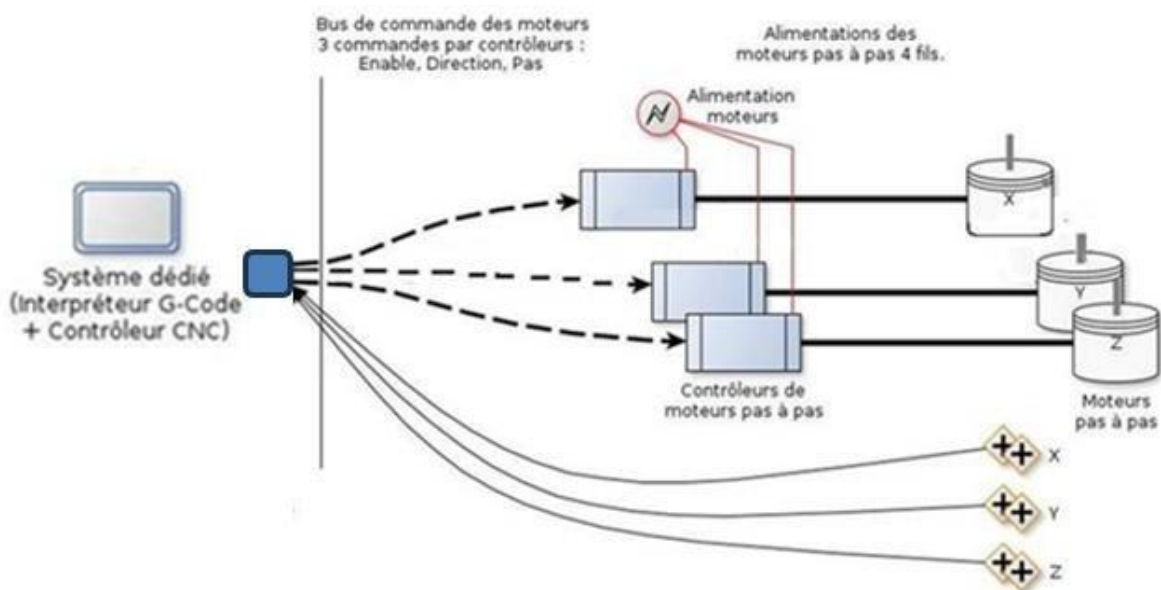 Bus de commande des moteurs
3 commandes par contrôleurs :
Enable, Direction, Pas
Alimentations des
moteurs pas à pas 4 fils.
Alimentation
moteurs
X
Système dédié
(Interpréteur G-Code
+ Contrôleur CNC)
Y
Z
Contrôleurs de
moteurs pas à pas
Moteurs
pas à pas
X
Y
Z